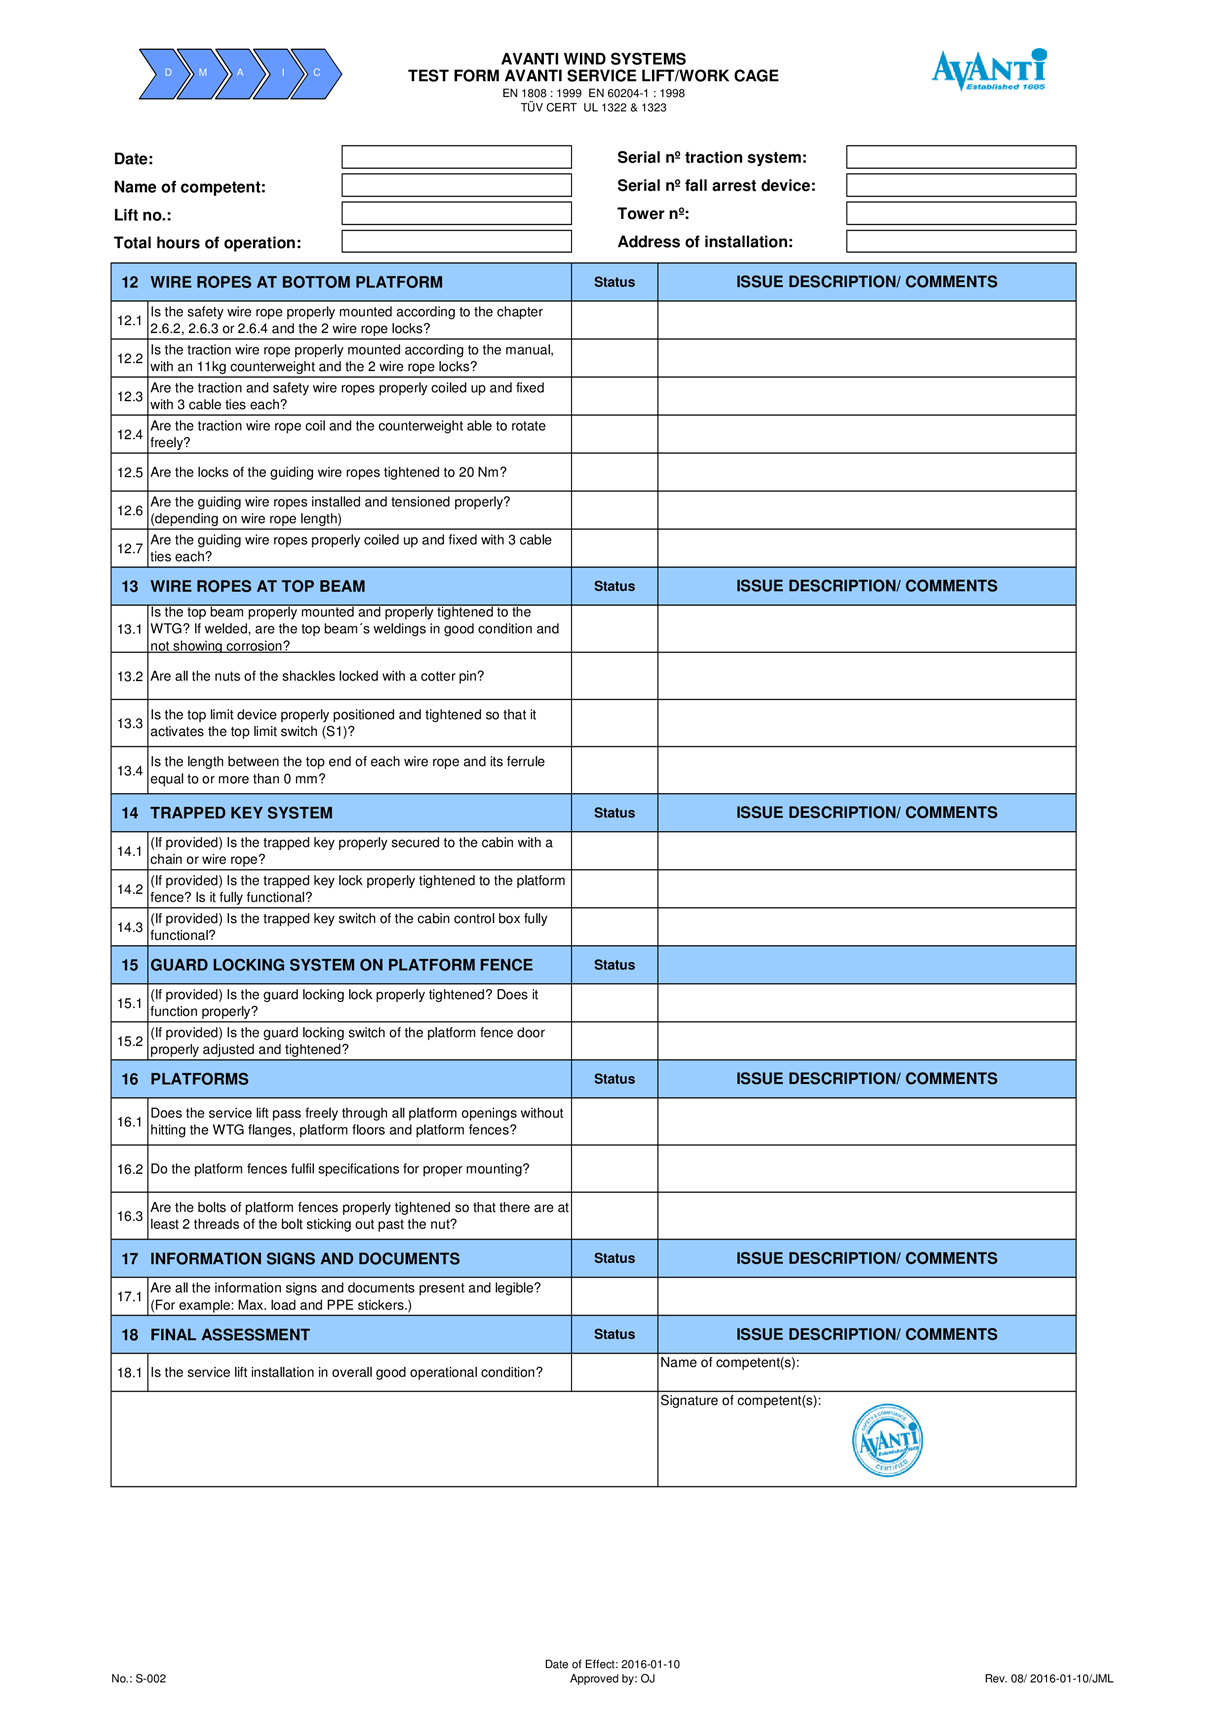 D M A I C
AVANTI WIND SYSTEMS
TEST FORM AVANTI SERVICE LIFT/WORK CAGE
EN 1808 : 1999 EN 60204-1 : 1998
TÜV CERT UL 1322 & 1323
AVANTI
Established 1885
Date:
Name of competent:
Lift no.:
Total hours of operation:
Serial nº traction system:
Serial nº fall arrest device:
Tower nº:
Address of installation:
12 WIRE ROPES AT BOTTOM PLATFORM Status ISSUE DESCRIPTION/ COMMENTS
12.1 Is the safety wire rope properly mounted according to the chapter
2.6.2, 2.6.3 or 2.6.4 and the 2 wire rope locks?
12.2 Is the traction wire rope properly mounted according to the manual,
with an 11kg counterweight and the 2 wire rope locks?
12.3 Are the traction and safety wire ropes properly coiled up and fixed
with 3 cable ties each?
12.4 Are the traction wire rope coil and the counterweight able to rotate
freely?
12.5 Are the locks of the guiding wire ropes tightened to 20 Nm?
12.6 Are the guiding wire ropes installed and tensioned properly?
(depending on wire rope length)
12.7 Are the guiding wire ropes properly coiled up and fixed with 3 cable
ties each?
13 WIRE ROPES AT TOP BEAM Status ISSUE DESCRIPTION/ COMMENTS
13.1 Is the top beam properly mounted and properly tightened to the
WTG? If welded, are the top beam´s weldings in good condition and
not showing corrosion?
13.2 Are all the nuts of the shackles locked with a cotter pin?
13.3 Is the top limit device properly positioned and tightened so that it
activates the top limit switch (S1)?
13.4 Is the length between the top end of each wire rope and its ferrule
equal to or more than 0 mm?
14 TRAPPED KEY SYSTEM Status ISSUE DESCRIPTION/ COMMENTS
14.1 (If provided) Is the trapped key properly secured to the cabin with a
chain or wire rope?
14.2 (If provided) Is the trapped key lock properly tightened to the platform
fence? Is it fully functional?
14.3 (If provided) Is the trapped key switch of the cabin control box fully
functional?
15 GUARD LOCKING SYSTEM ON PLATFORM FENCE Status
15.1 (If provided) Is the guard locking lock properly tightened? Does it
function properly?
15.2 (If provided) Is the guard locking switch of the platform fence door
properly adjusted and tightened?
16 PLATFORMS Status ISSUE DESCRIPTION/ COMMENTS
16.1 Does the service lift pass freely through all platform openings without
hitting the WTG flanges, platform floors and platform fences?
16.2 Do the platform fences fulfil specifications for proper mounting?
16.3 Are the bolts of platform fences properly tightened so that there are at
least 2 threads of the bolt sticking out past the nut?
17 INFORMATION SIGNS AND DOCUMENTS Status ISSUE DESCRIPTION/ COMMENTS
17.1 Are all the information signs and documents present and legible?
(For example: Max. load and PPE stickers.)
18 FINAL ASSESSMENT Status ISSUE DESCRIPTION/ COMMENTS
18.1 Is the service lift installation in overall good operational condition?
Name of competent(s):
Signature of competent(s):
SAFETY & COMPLIANCE
AVANTI
Established 1885
CERTIFIED
Date of Effect: 2016-01-10
No.: S-002 Approved by: OJ Rev. 08/ 2016-01-10/JML